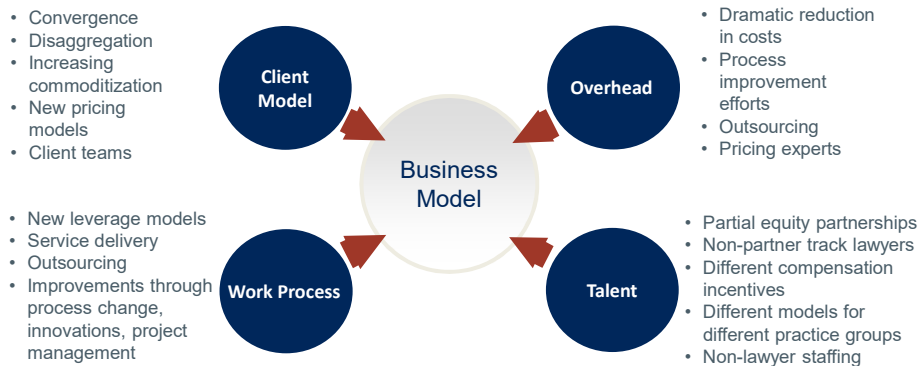 • Convergence
• Disaggregation
• Increasing
commoditization
• New pricing
models
• Client teams
Client
Model
Overhead
• Dramatic reduction
in costs
• Process
improvement
efforts
• Outsourcing
• Pricing experts
Business
Model
• New leverage models
• Service delivery
• Outsourcing
• Improvements through
process change,
innovations, project
management
Work Process
Talent
• Partial equity partnerships
• Non-partner track lawyers
• Different compensation
incentives
• Different models for
different practice groups
• Non-lawyer staffing